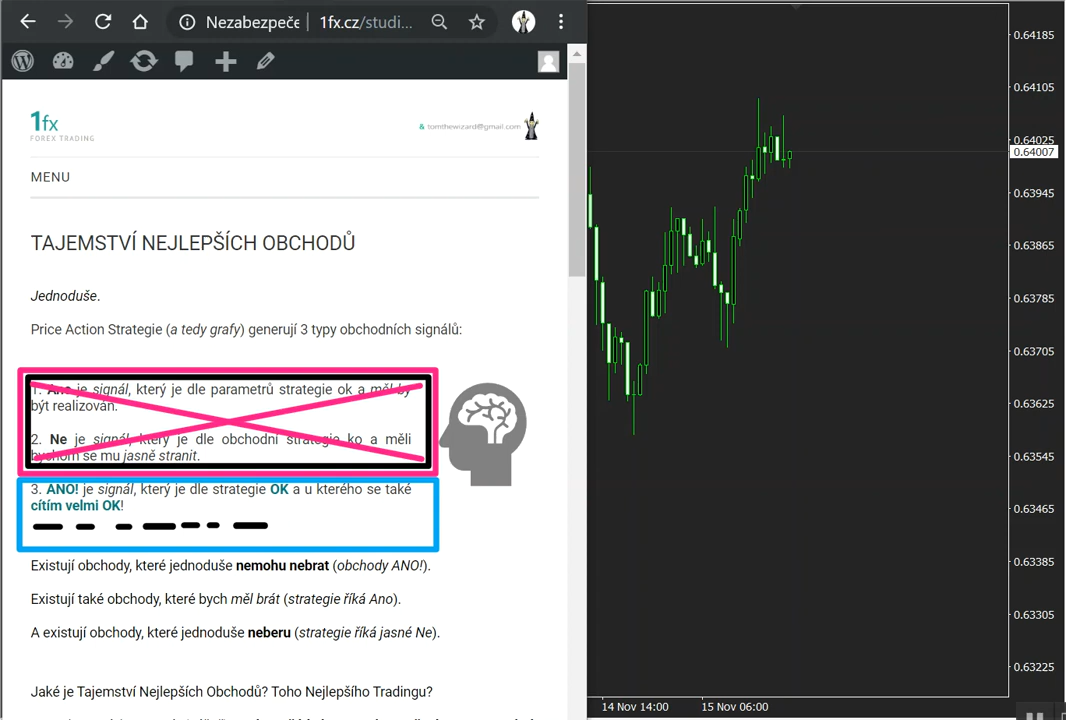 Nezabezpeče
1fx.cz/studi...
1fx
FOREX TRADING
& tomthewizard@gmail.com
MENU
TAJEMSTVÍ NEJLEPŠÍCH OBCHODŮ
Jednoduše.
Price Action Strategie (a tedy grafy) generují 3 typy obchodních signálů:
1. Ano je signál, který je dle parametrů strategie ok a měl by
být realizován.
2. Ne je signál, který je dle obchodní strategie ko a měli
bychom se mu jasně stranit.
3. ANO! je signál, který je dle strategie OK a u kterého se také
cítím velmi OK!
Existují obchody, které jednoduše nemohu nebrat (obchody ANO!).
Existují také obchody, které bych měl brát (strategie říká Ano).
A existují obchody, které jednoduše neberu (strategie říká jasné Ne).
Jaké je Tajemství Nejlepších Obchodů? Toho Nejlepšího Tradingu?
0.64185
0.64105
0.64025
0.64007
0.63945
0.63865
0.63785
0.63705
0.63625
0.63545
0.63465
0.63385
0.63305
0.63225
14 Nov 14:00
15 Nov 06:00